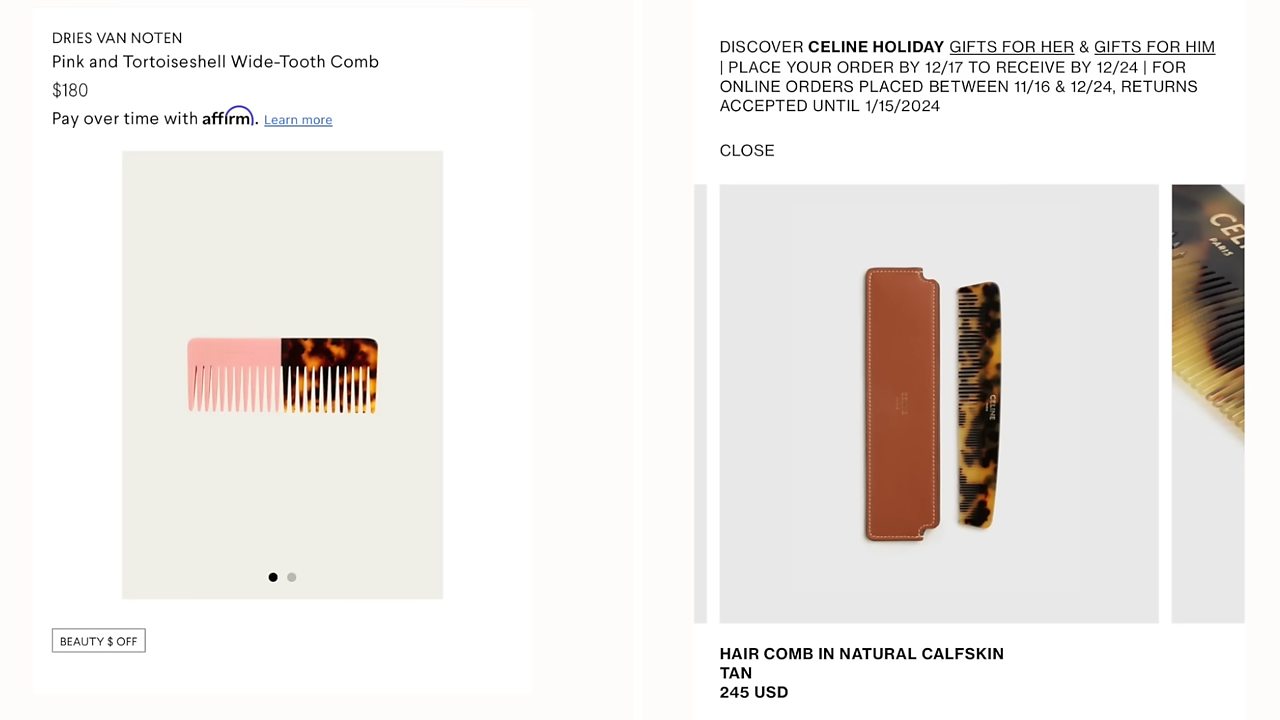 DRIES VAN NOTEN
Pink and Tortoiseshell Wide-Tooth Comb
$180
Pay over time with affirm. Learn more
BEAUTY $ OFF
DISCOVER CELINE HOLIDAY GIFTS FOR HER & GIFTS FOR HIM
| PLACE YOUR ORDER BY 12/17 TO RECEIVE BY 12/24 | FOR
ONLINE ORDERS PLACED BETWEEN 11/16 & 12/24, RETURNS
ACCEPTED UNTIL 1/15/2024
CLOSE
CELINE
PARIS
HAIR COMB IN NATURAL CALFSKIN
TAN
245 USD